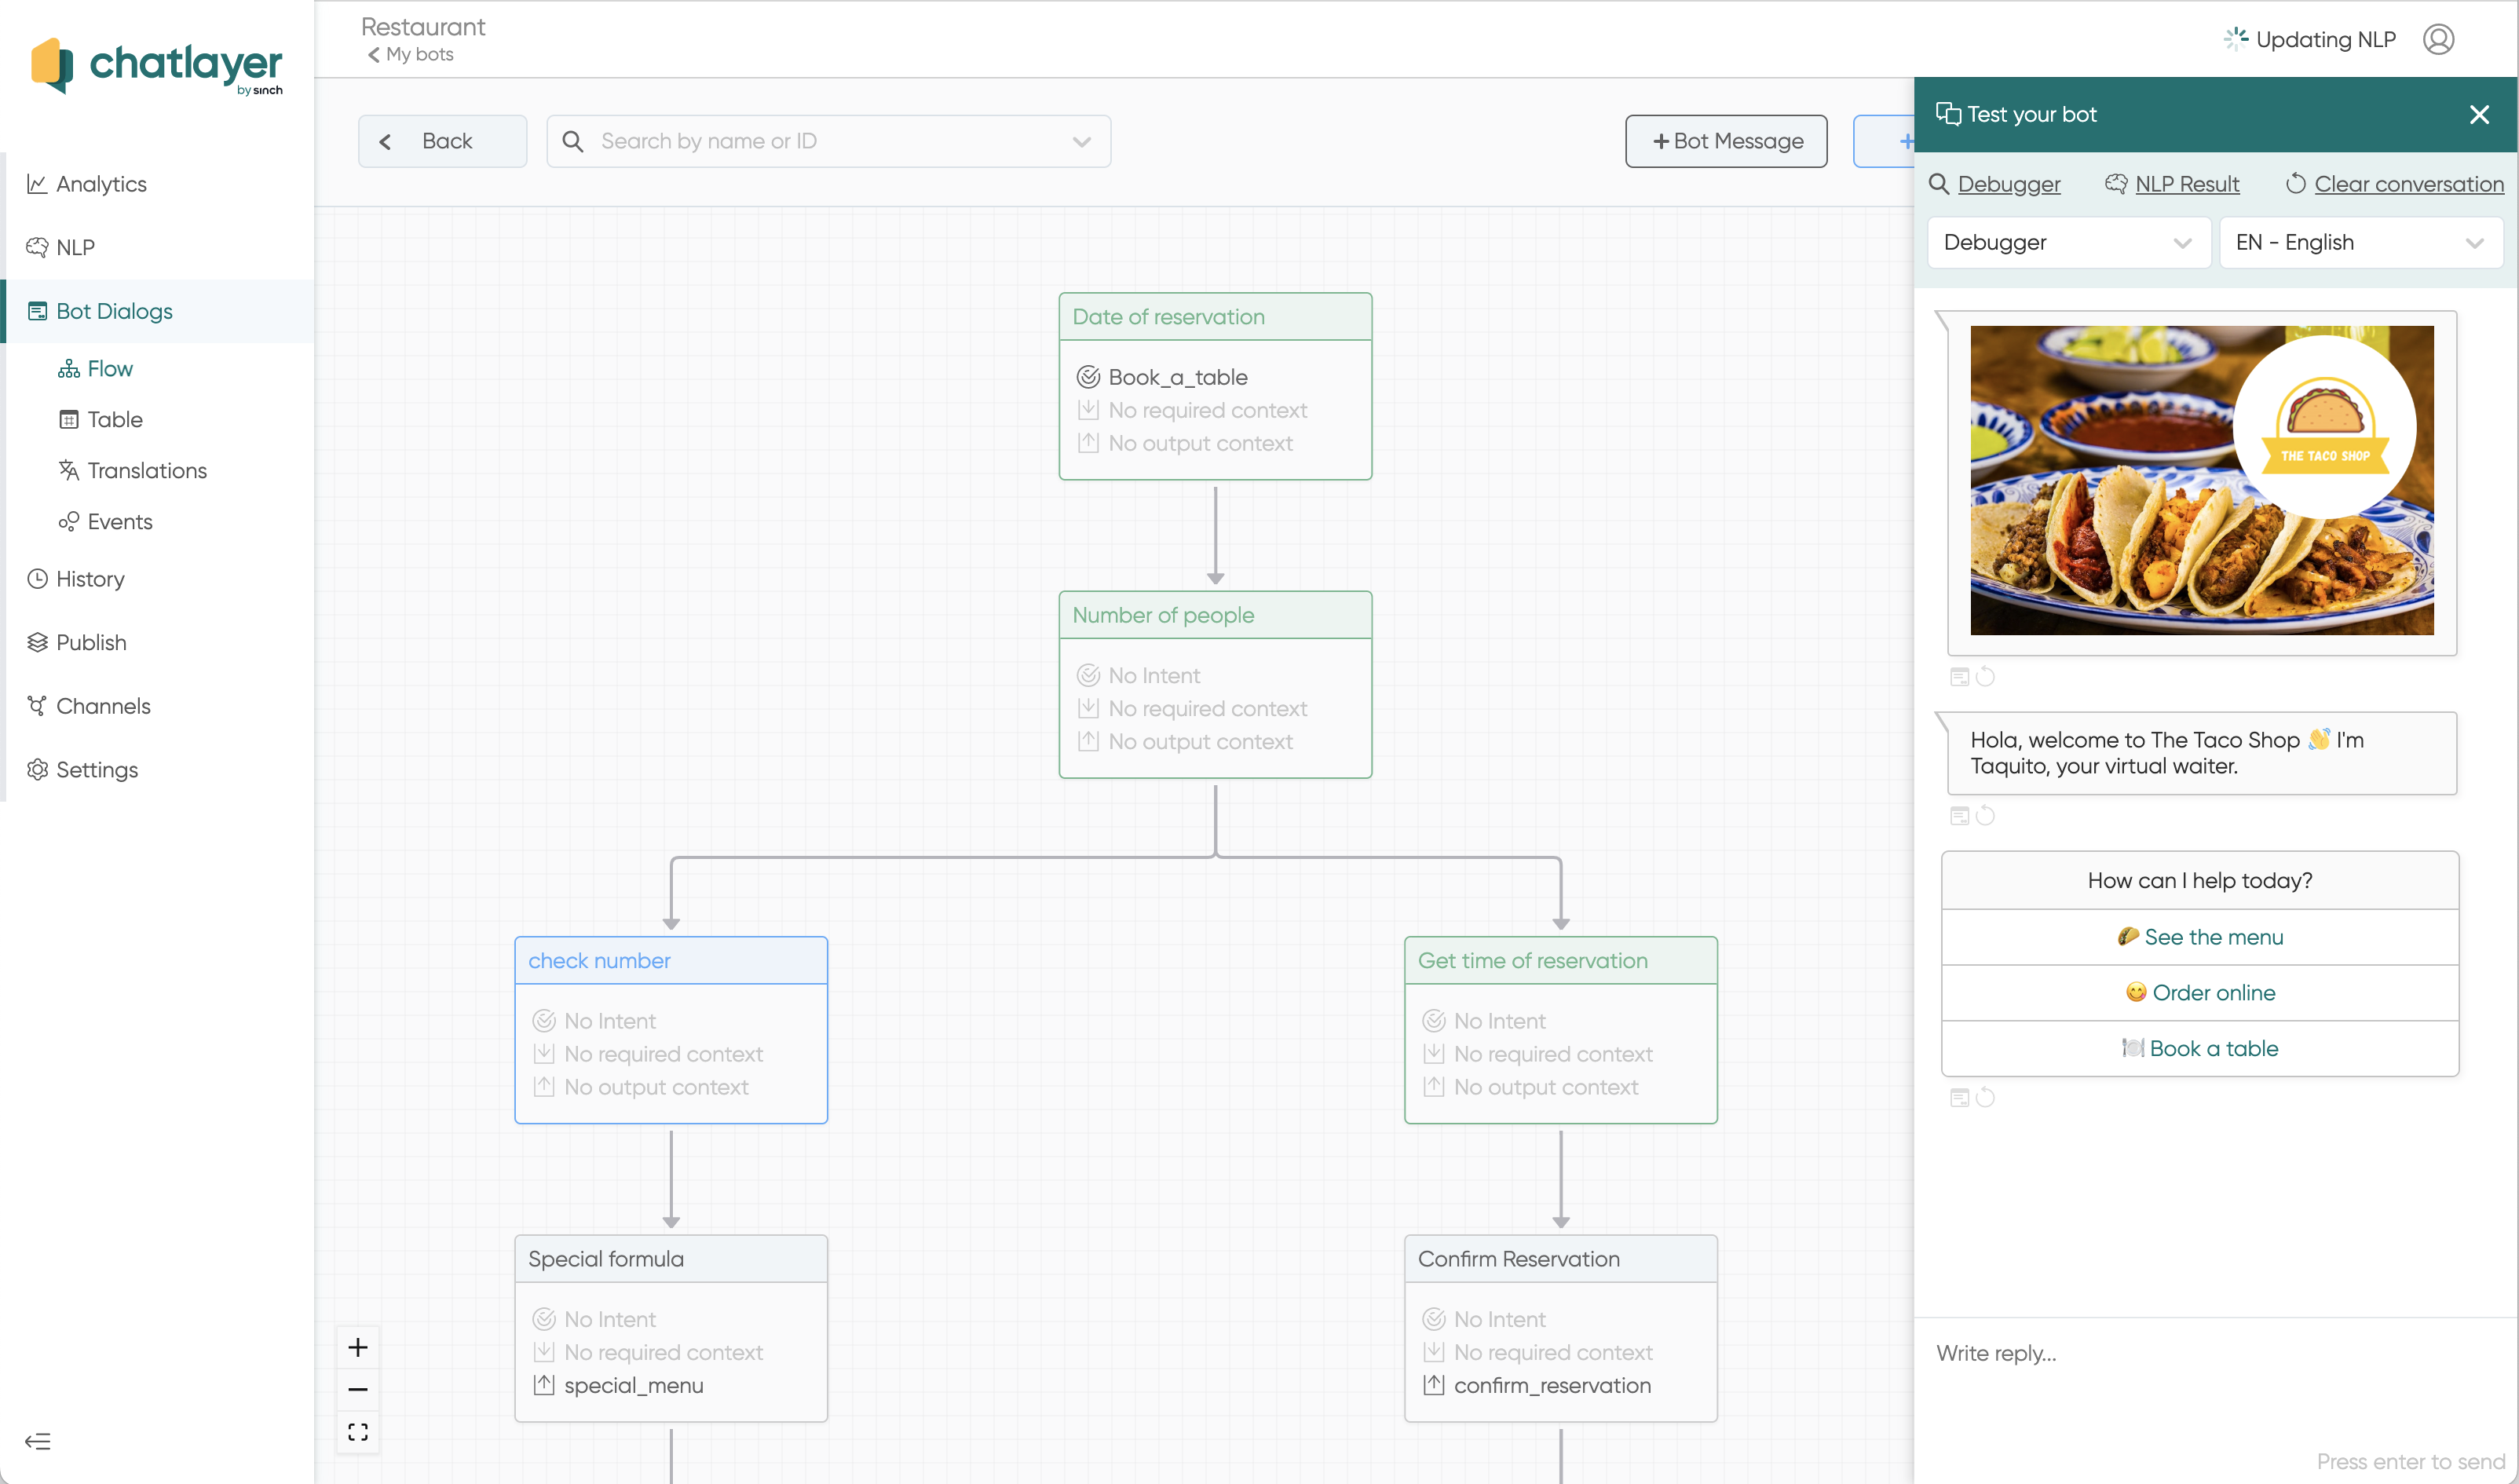 chatlayer
by sinch
Analytics
NLP
Bot Dialogs
Flow
Table
Translations
Events
History
Publish
Channels
Settings
Restaurant
My bots
Updating NLP
Back
Search by name or ID
+Bot Message
+
Date of reservation
Book_a_table
No required context
No output context
Number of people
No Intent
No required context
No output context
check number
No Intent
No required context
No output context
Get time of reservation
No Intent
No required context
No output context
Special formula
No Intent
No required context
special_menu
Confirm Reservation
No Intent
No required context
confirm_reservation
Test your bot
Debugger
NLP Result
Clear conversation
Debugger
EN - English
THE TACO SHOP
Hola, welcome to The Taco Shop 👋 I'm
Taquito, your virtual waiter.
How can I help today?
🌮 See the menu
😋 Order online
🍽️ Book a table
Write reply...
Press enter to send